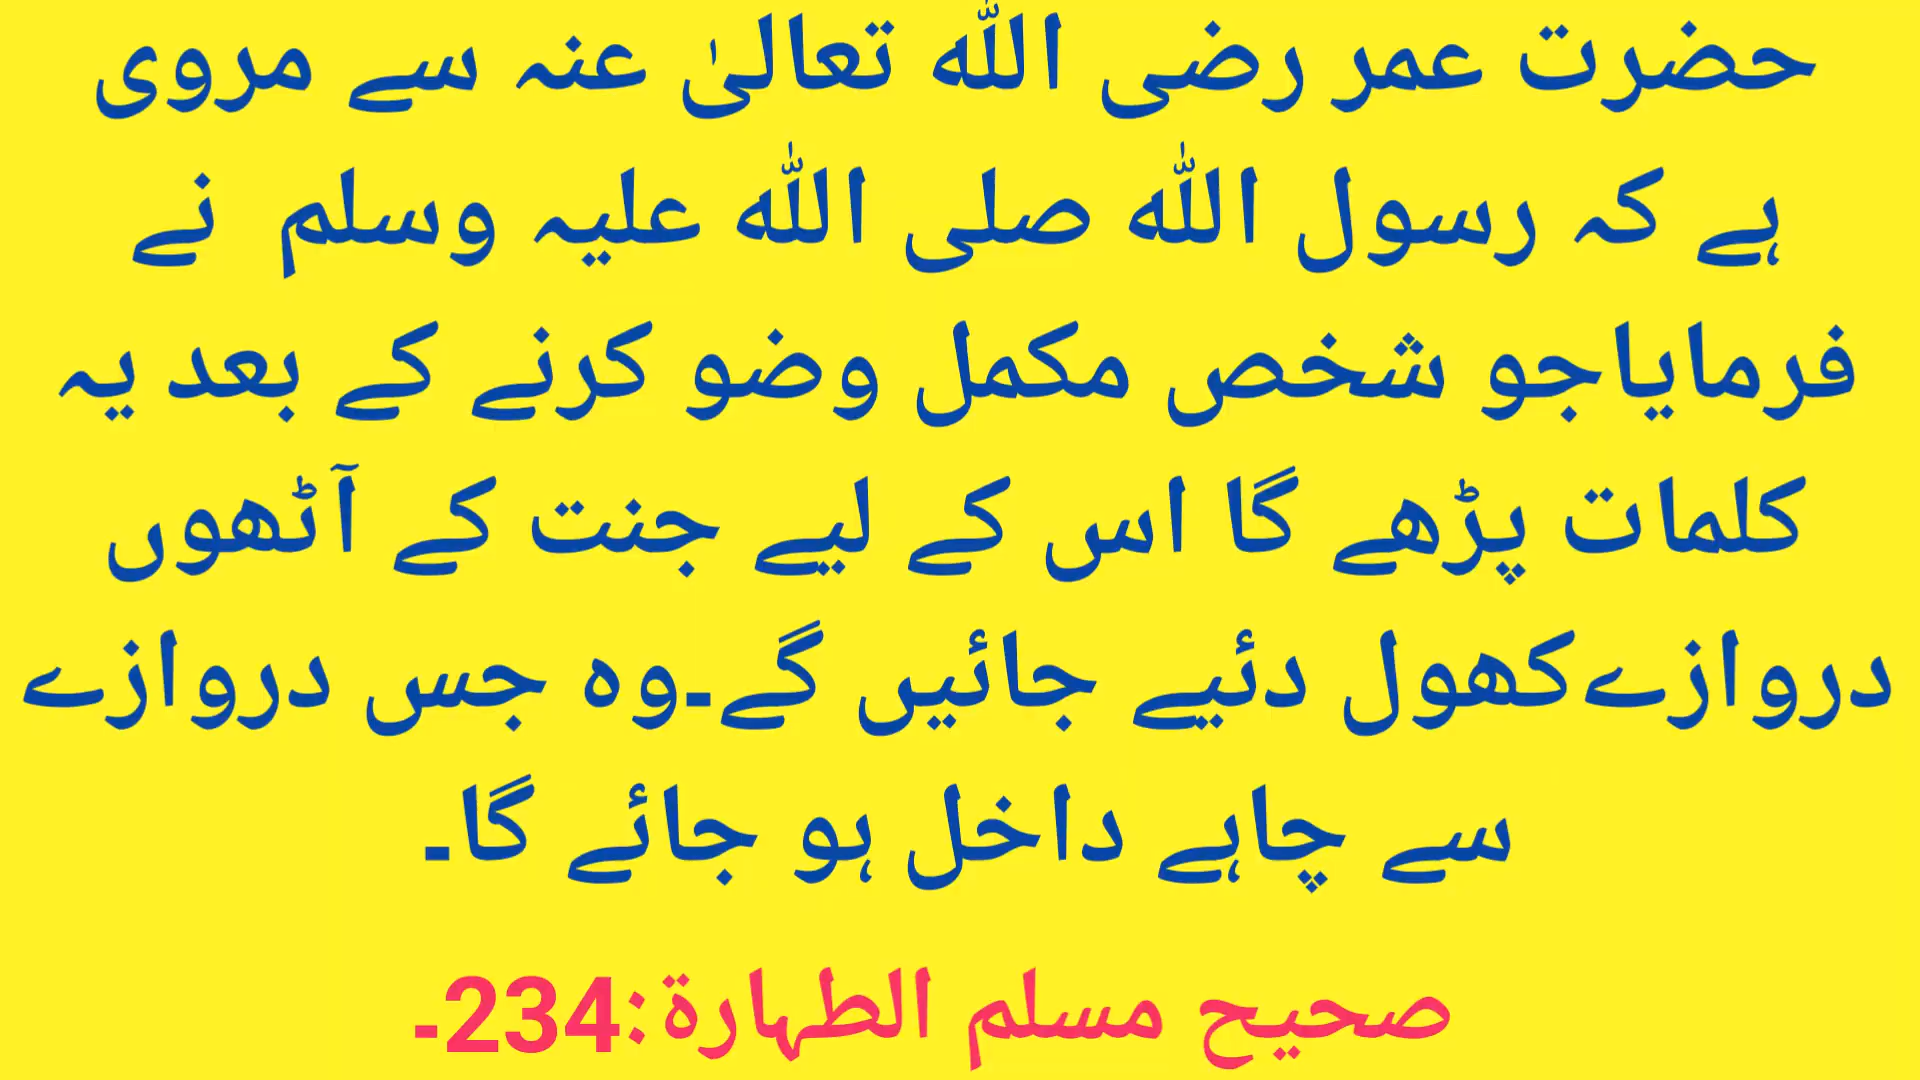 حضرت عمر رضی اللہ تعالیٰ عنہ سے مروی
ہے کہ رسول اللہ صلی اللہ علیہ وسلم نے
فرمایاجو شخص مکمل وضو کرنے کے بعد یہ
کلمات پڑھے گا اس کے لیے جنت کے آٹھوں
دروازےکھول دئیے جائیں گے۔وہ جس دروازے
سے چاہے داخل ہو جائے گا۔
صحیح مسلم الطہارۃ:234۔